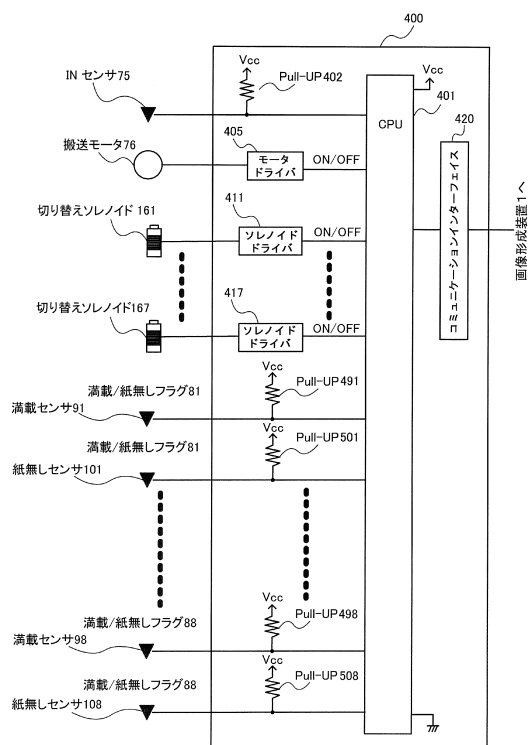 400
Vcc
Vcc
INセンサ75
Pull-UP402
401
CPU
420
搬送モータ76
405
モータ
ドライバ
ON/OFF
コミュニケーションインターフェイス
画像形成装置1へ
切り替えソレノイド161
411
ソレノイド
ドライバ
ON/OFF
切り替えソレノイド167
417
ソレノイド
ドライバ
ON/OFF
Vcc
満載/紙無しフラグ81
Pull-UP491
満載センサ91
Vcc
満載/紙無しフラグ81
Pull-UP501
紙無しセンサ101
Vcc
満載/紙無しフラグ88
Pull-UP498
満載センサ98
Vcc
満載/紙無しフラグ88
Pull-UP508
紙無しセンサ108